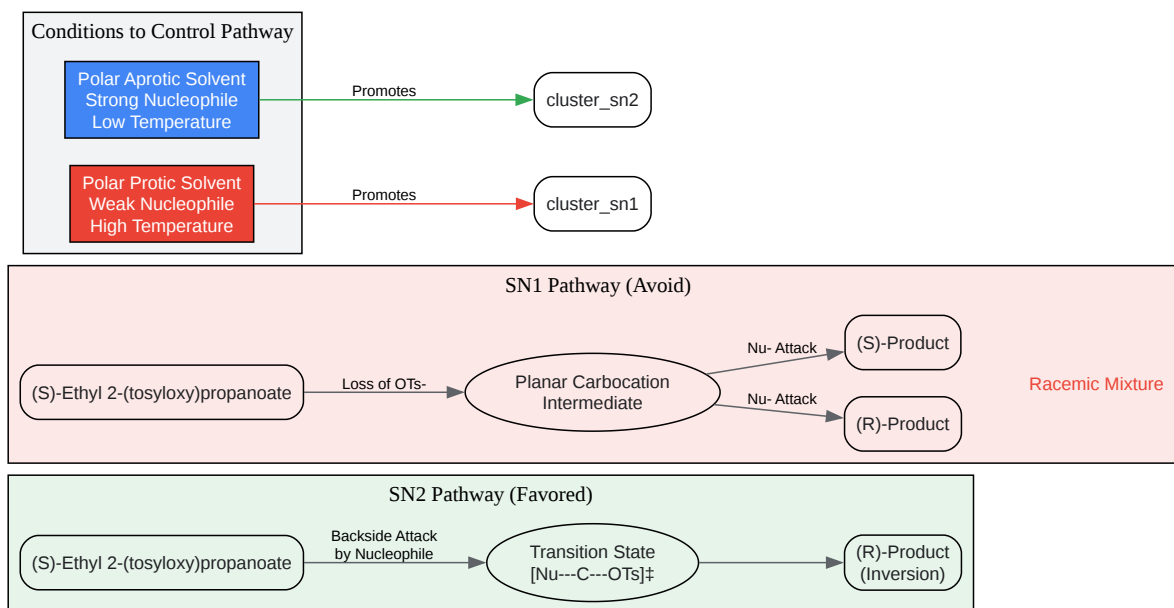 Conditions to Control Pathway
Polar Aprotic Solvent
Strong Nucleophile
Low Temperature
Promotes
cluster_sn2
Polar Protic Solvent
Weak Nucleophile
High Temperature
Promotes
cluster_sn1
SN1 Pathway (Avoid)
(S)-Ethyl 2-(tosyloxy)propanoate
Loss of OTs-
Planar Carbocation
Intermediate
Nu- Attack
(S)-Product
Nu- Attack
(R)-Product
Racemic Mixture
SN2 Pathway (Favored)
(S)-Ethyl 2-(tosyloxy)propanoate
Backside Attack
by Nucleophile
Transition State
[Nu---C---OTs]‡
(R)-Product
(Inversion)